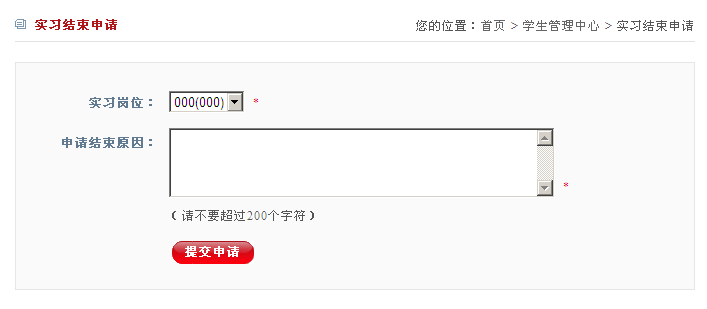 实习结束申请
您的位置：首页 > 学生管理中心 > 实习结束申请
实习岗位： 000(000) *
申请结束原因： *
（请不要超过200个字符）
提交申请